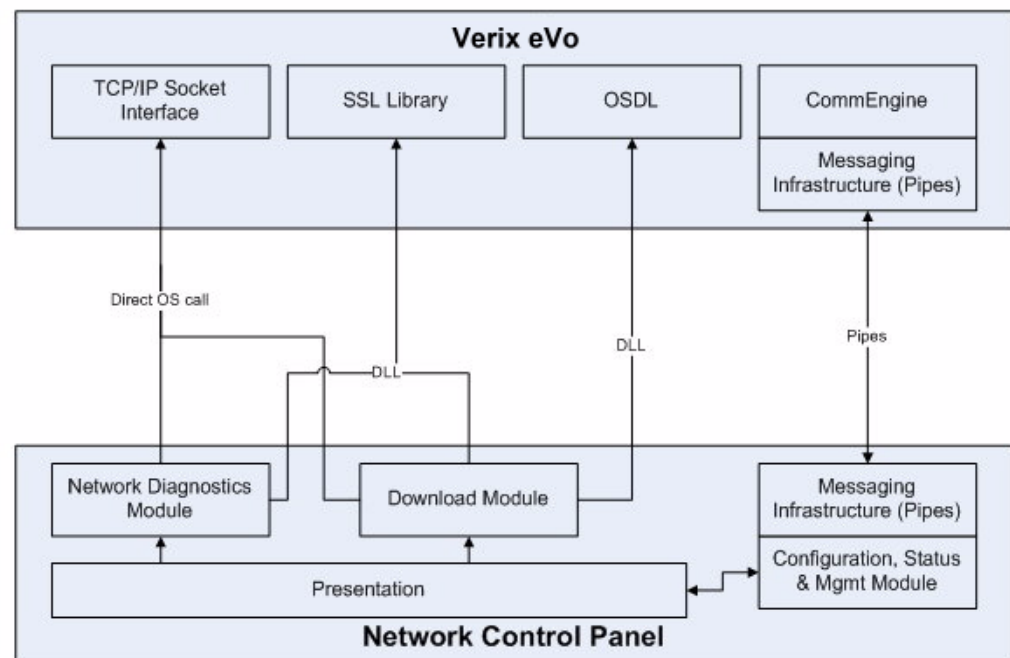 Verix eVo
TCP/IP Socket
Interface
SSL Library
OSDL
CommEngine
Messaging
Infrastructure (Pipes)
Direct OS call
DLL
DLL
Pipes
Network Diagnostics
Module
Download Module
Messaging
Infrastructure (Pipes)
Configuration, Status
& Mgmt Module
Presentation
Network Control Panel